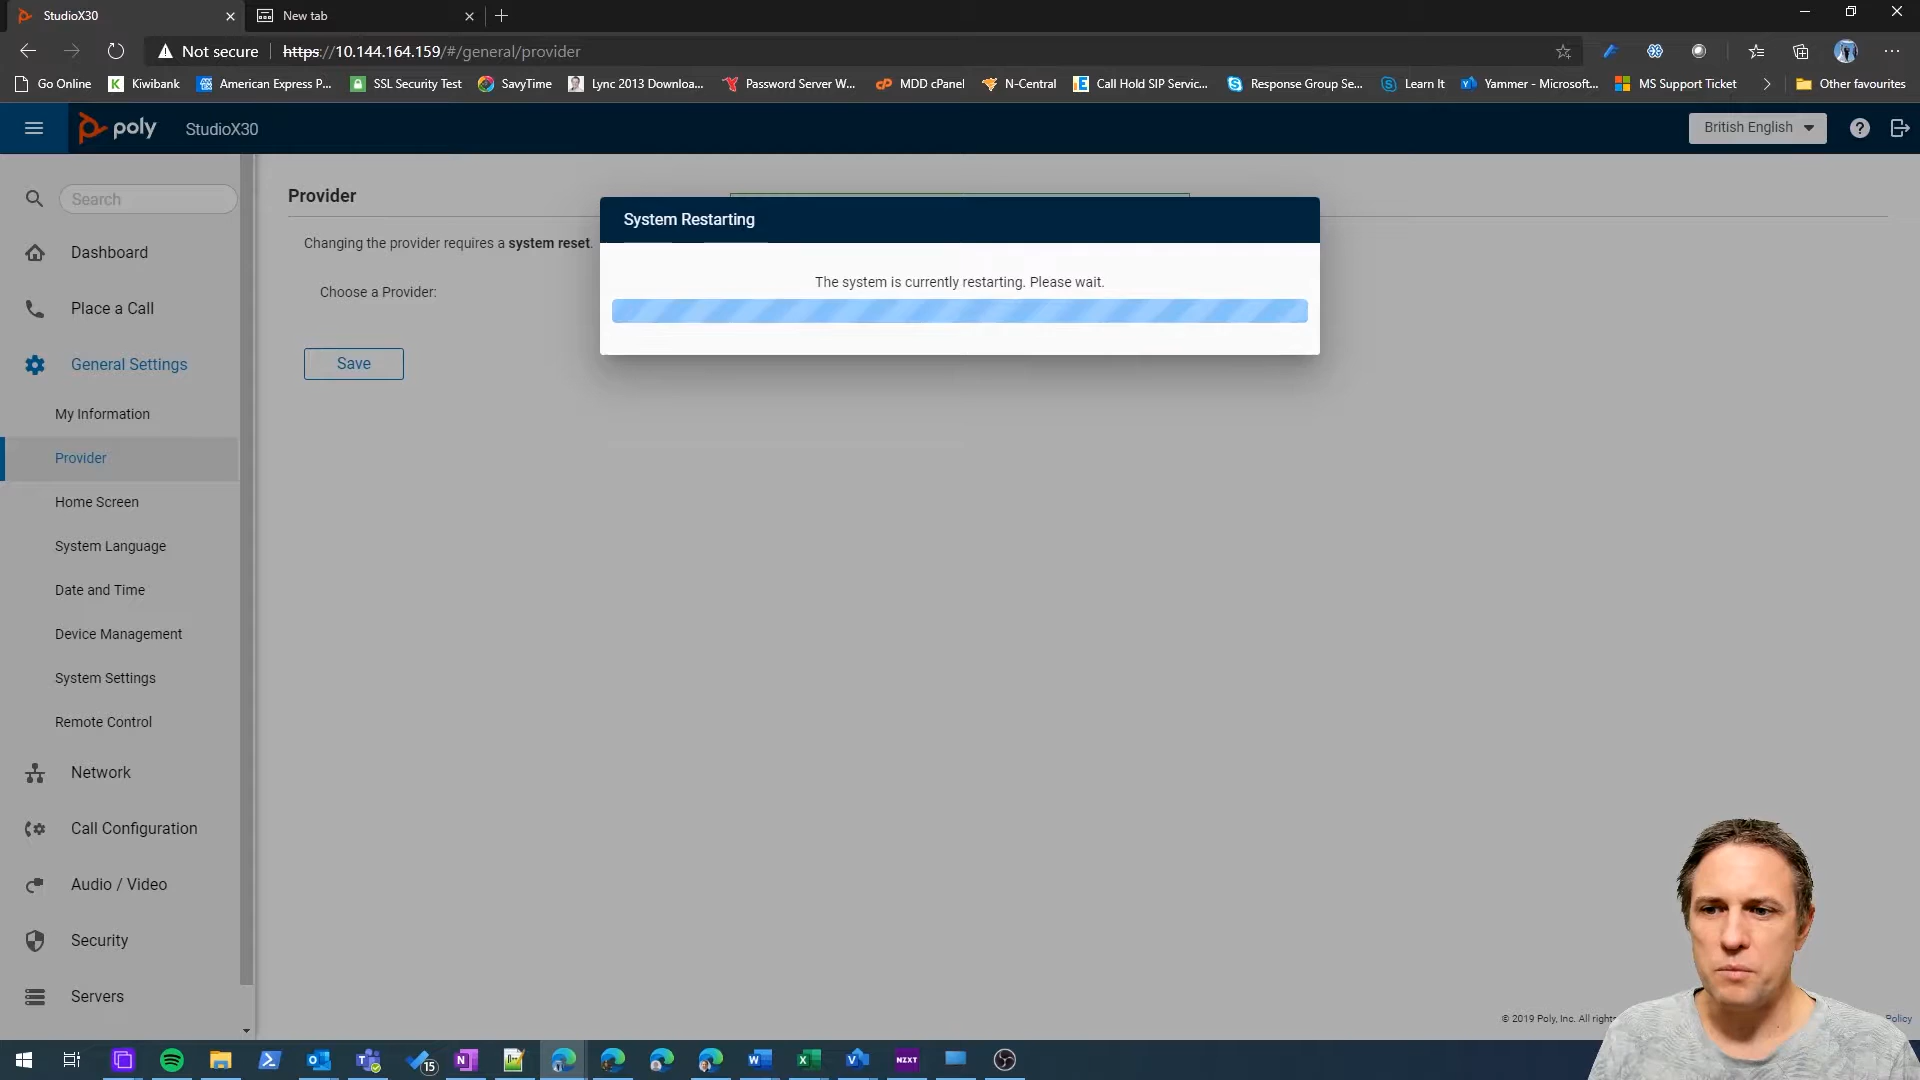 StudioX30
New tab
Not secure
https://10.144.164.159/#/general/provider
Go Online
Kiwibank
American Express P...
SSL Security Test
SavyTime
Lync 2013 Downloa...
Password Server W...
MDD cPanel
N-Central
Call Hold SIP Servic...
Response Group Se...
Learn It
Yammer - Microsoft...
MS Support Ticket
Other favourites
poly
StudioX30
British English
Search
Provider
System Restarting
Changing the provider requires a system reset.
The system is currently restarting. Please wait.
Choose a Provider:
Save
Dashboard
Place a Call
General Settings
My Information
Provider
Home Screen
System Language
Date and Time
Device Management
System Settings
Remote Control
Network
Call Configuration
Audio / Video
Security
Servers
© 2019 Poly, Inc. All rights
Policy
15
NZXT